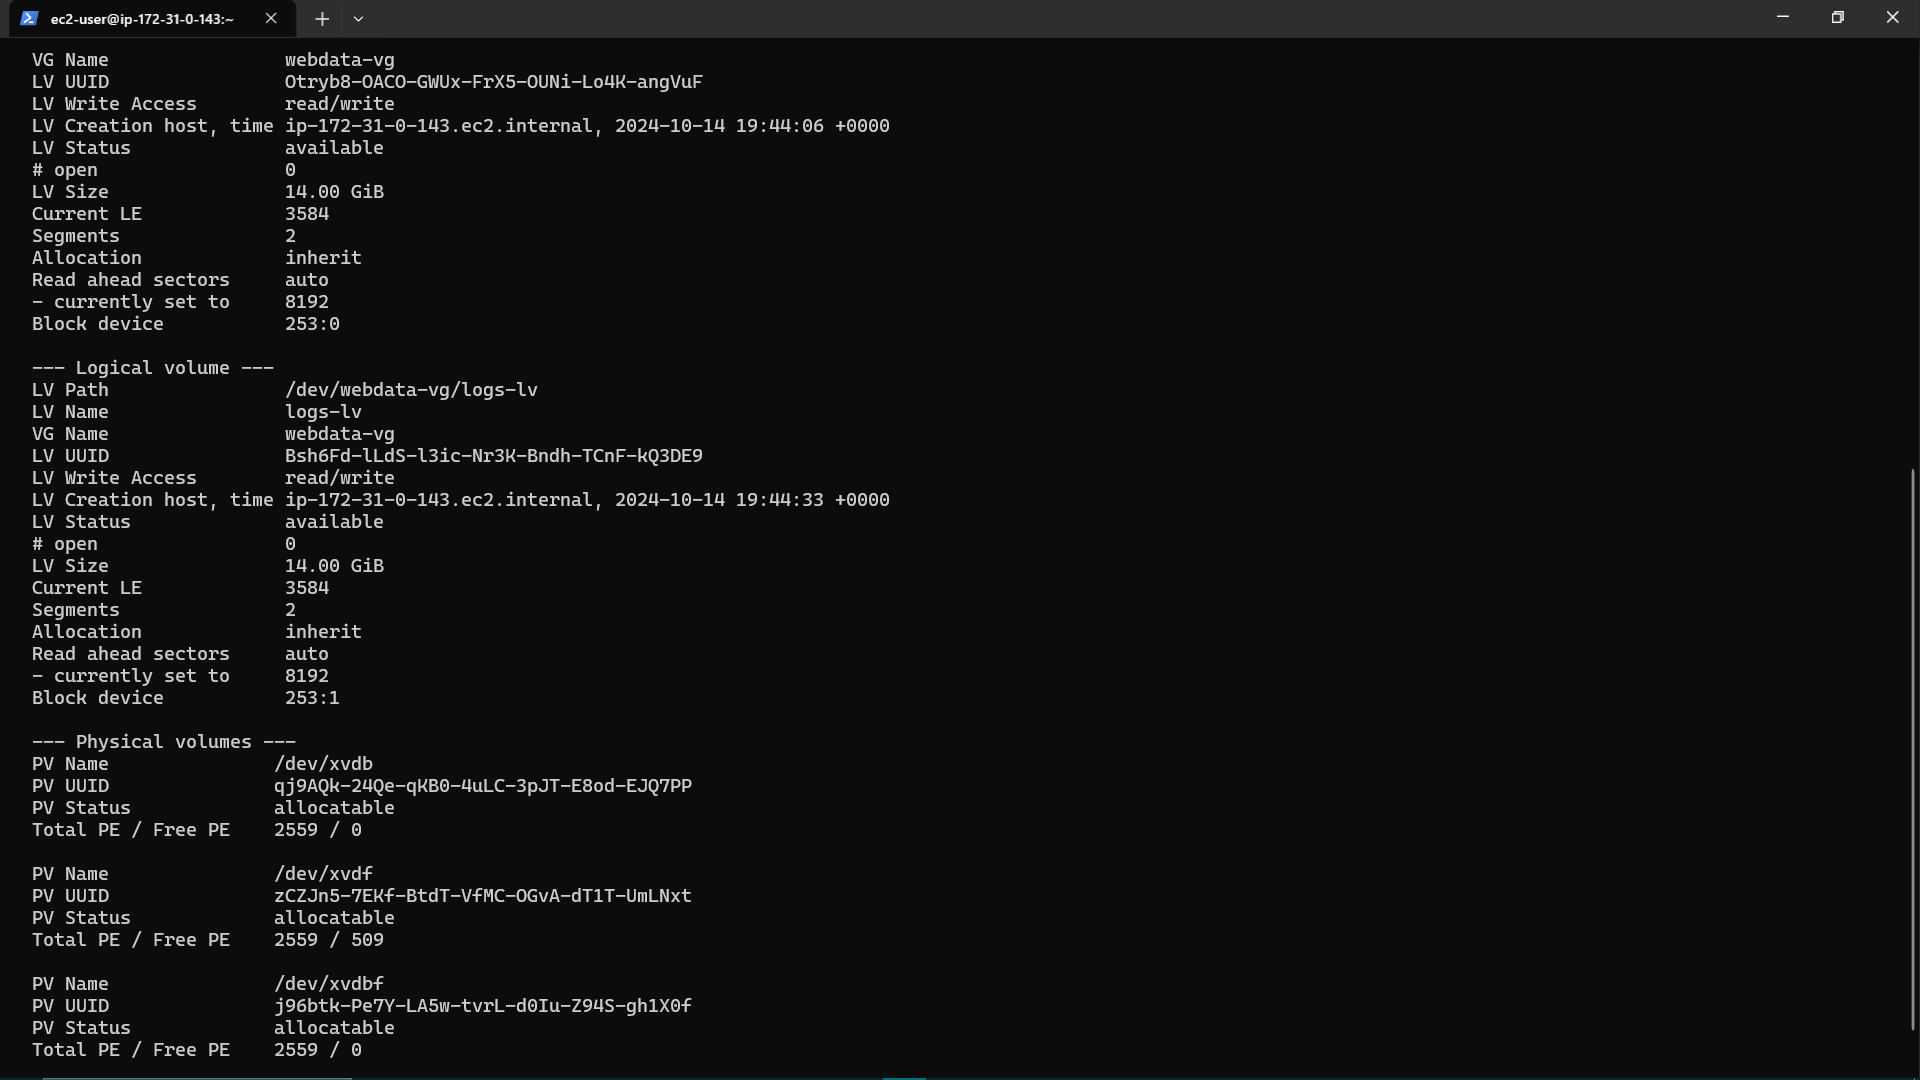 ec2-user@ip-172-31-0-143:~
VG Name                webdata-vg
LV UUID                Otryb8-OACO-GWUx-FrX5-OUNi-Lo4K-angVuF
LV Write Access        read/write
LV Creation host, time ip-172-31-0-143.ec2.internal, 2024-10-14 19:44:06 +0000
LV Status              available
# open                 0
LV Size                14.00 GiB
Current LE             3584
Segments               2
Allocation             inherit
Read ahead sectors     auto
- currently set to     8192
Block device           253:0
--- Logical volume ---
LV Path                /dev/webdata-vg/logs-lv
LV Name                logs-lv
VG Name                webdata-vg
LV UUID                Bsh6Fd-lLdS-l3ic-Nr3K-Bndh-TCnF-kQ3DE9
LV Write Access        read/write
LV Creation host, time ip-172-31-0-143.ec2.internal, 2024-10-14 19:44:33 +0000
LV Status              available
# open                 0
LV Size                14.00 GiB
Current LE             3584
Segments               2
Allocation             inherit
Read ahead sectors     auto
- currently set to     8192
Block device           253:1
--- Physical volumes ---
PV Name               /dev/xvdb
PV UUID               qj9AQk-24Qe-qKB0-4uLC-3pJT-E8od-EJQ7PP
PV Status             allocatable
Total PE / Free PE    2559 / 0
PV Name               /dev/xvdf
PV UUID               zCZJn5-7EKf-BtdT-VfMC-OGvA-dT1T-UmLNxt
PV Status             allocatable
Total PE / Free PE    2559 / 509
PV Name               /dev/xvdbf
PV UUID               j96btk-Pe7Y-LA5w-tvrL-d0Iu-Z94S-gh1X0f
PV Status             allocatable
Total PE / Free PE    2559 / 0